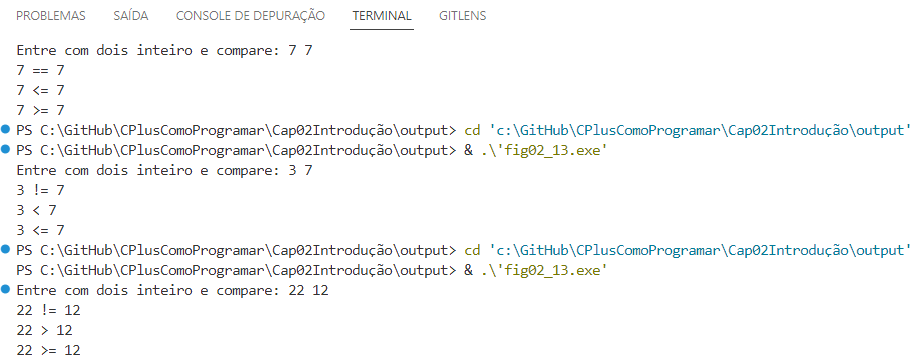 PROBLEMAS SAÍDA CONSOLE DE DEPURAÇÃO TERMINAL GITLENS
Entre com dois inteiro e compare: 7 7
7 == 7
7 <= 7
7 >= 7
PS C:\GitHub\CPlusComoProgramar\Cap02Introdução\output> cd 'c:\GitHub\CPlusComoProgramar\Cap02Introdução\output'
PS C:\GitHub\CPlusComoProgramar\Cap02Introdução\output> & .\'fig02_13.exe'
Entre com dois inteiro e compare: 3 7
3 != 7
3 < 7
3 <= 7
PS C:\GitHub\CPlusComoProgramar\Cap02Introdução\output> cd 'c:\GitHub\CPlusComoProgramar\Cap02Introdução\output'
PS C:\GitHub\CPlusComoProgramar\Cap02Introdução\output> & .\'fig02_13.exe'
Entre com dois inteiro e compare: 22 12
22 != 12
22 > 12
22 >= 12